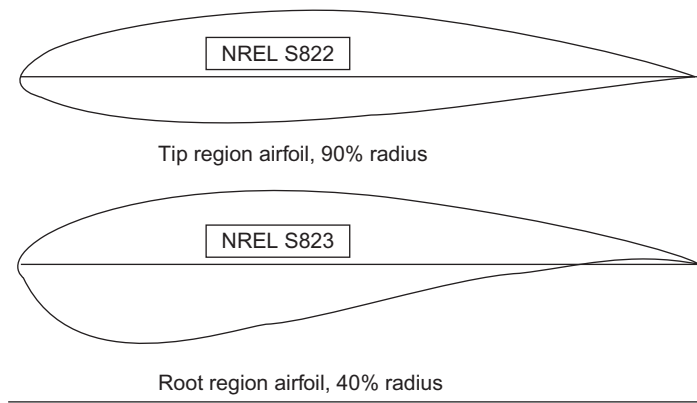 NREL S822
Tip region airfoil, 90% radius
NREL S823
Root region airfoil, 40% radius